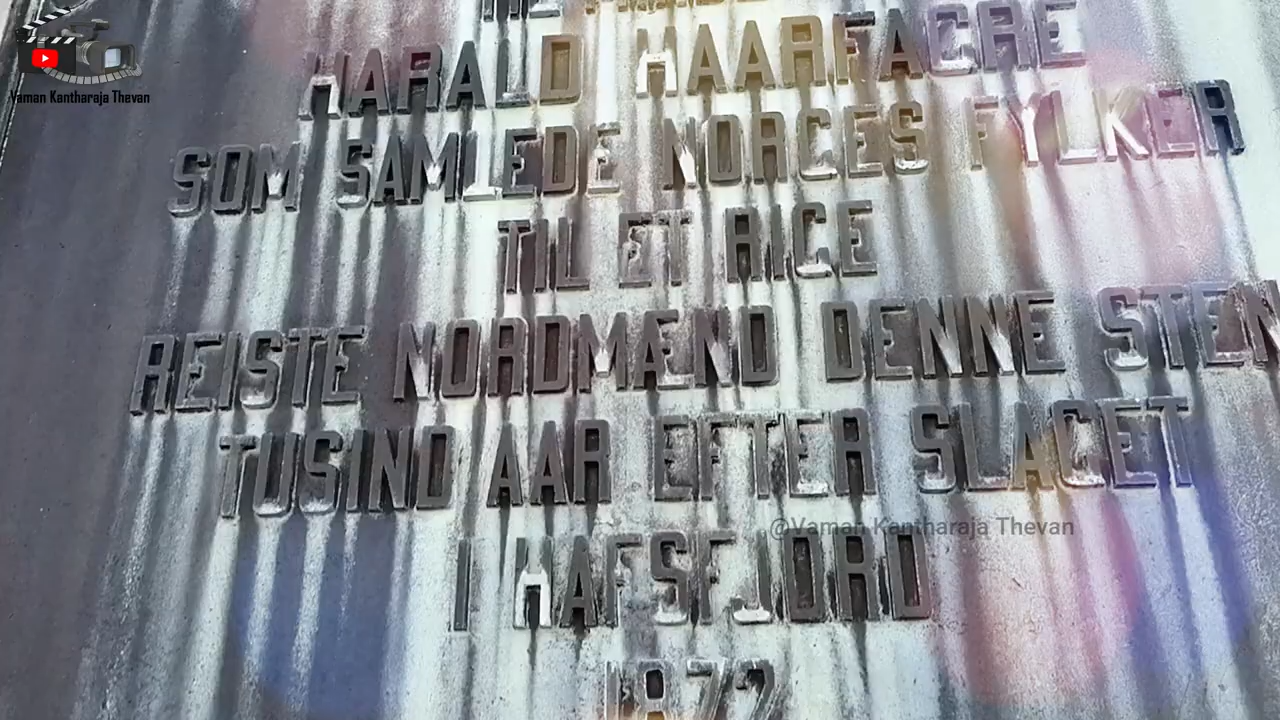 HARALD HAARFAGRE
SOM SAMLEDE NORGES FYLKER
TIL ET RIGE
REISTE NORDMÆND DENNE STEN
TUSIND AAR EFTER SLAGET
I HAFSFJORD
1872
Vaman Kantharaja Thevan
@Vaman Kantharaja Thevan